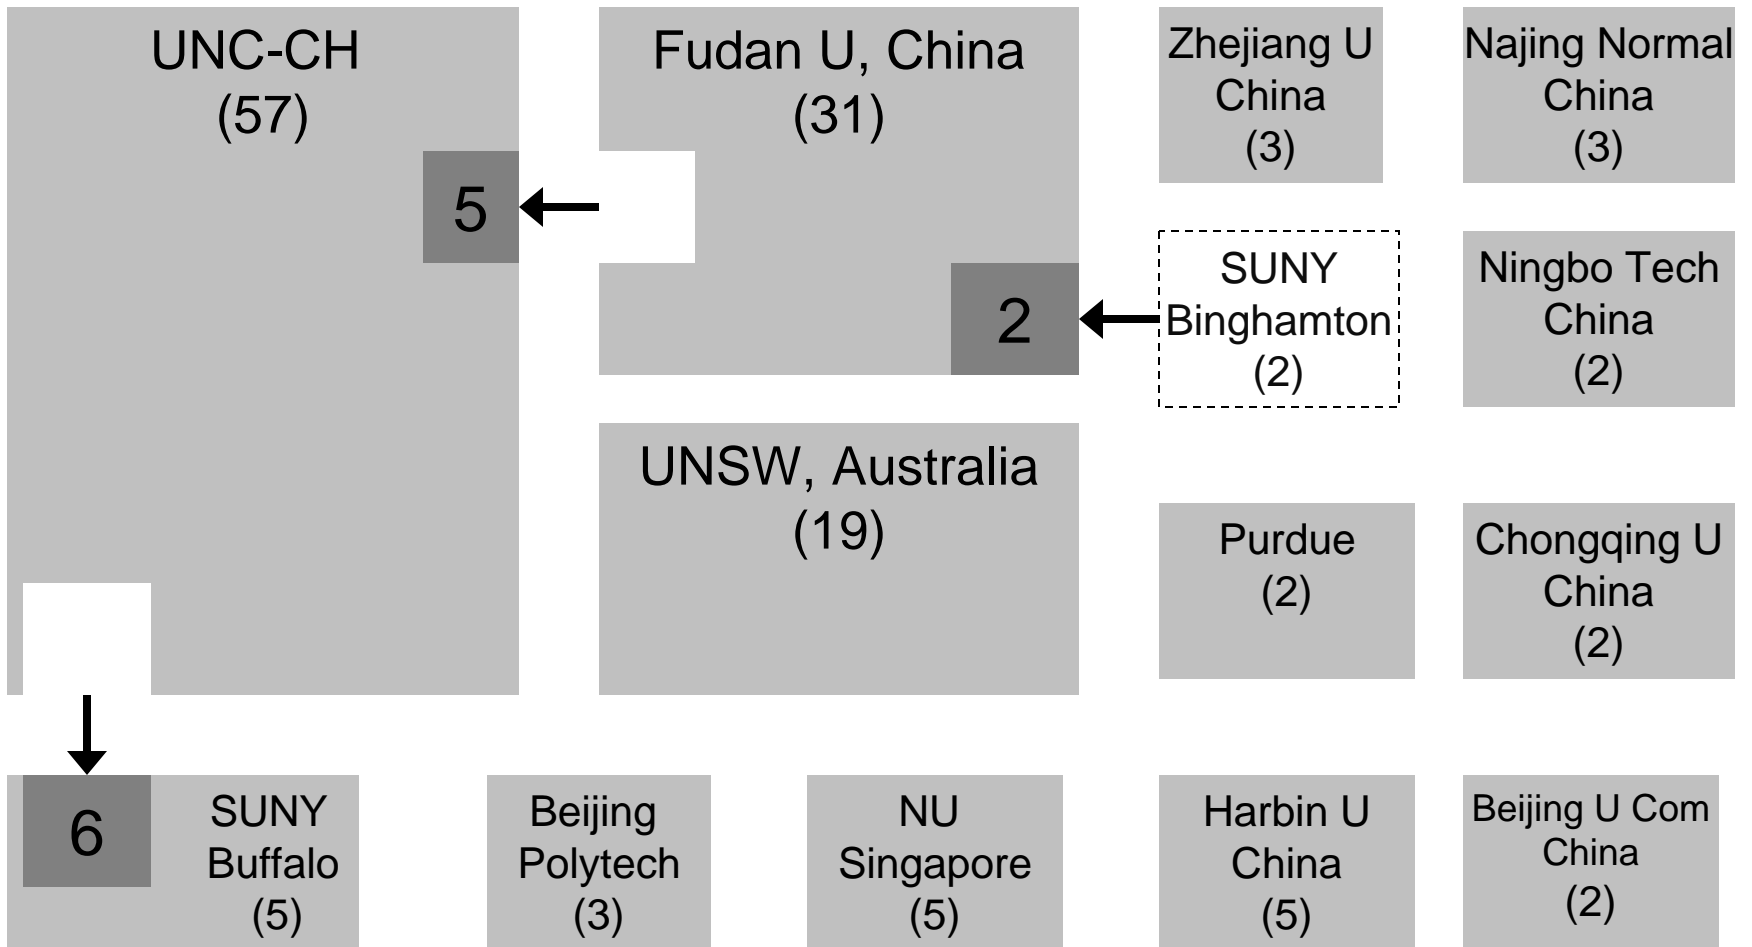 UNC-CH
(57)
5
Fudan U, China
(31)
2
Zhejiang U
China
(3)
Najing Normal
China
(3)
SUNY
Binghamton
(2)
Ningbo Tech
China
(2)
UNSW, Australia
(19)
Purdue
(2)
Chongqing U
China
(2)
6
SUNY
Buffalo
(5)
Beijing
Polytech
(3)
NU
Singapore
(5)
Harbin U
China
(5)
Beijing U Com
China
(2)